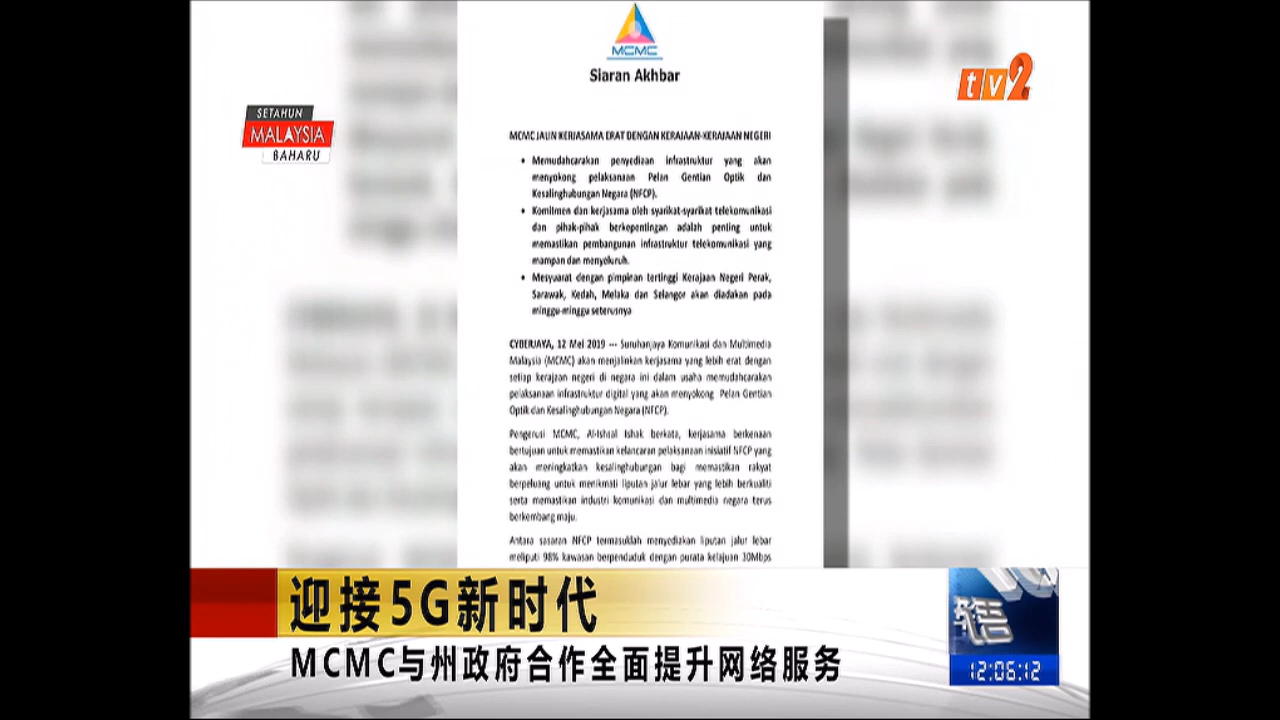 MCMC
Siaran Akhbar
tv2
SETAHUN
MALAYSIA
BAHARU
MCMC JALIN KERJASAMA ERAT DENGAN KERAJAAN-KERAJAAN NEGERI
• Memudahcarakan penyediaan infrastruktur yang akan
menyokong pelaksanaan Pelan Gentian Optik dan
Kesalinghubungan Negara (NFCP).
• Komitmen dan kerjasama oleh syarikat-syarikat telekomunikasi
dan pihak-pihak berkepentingan adalah penting untuk
memastikan pembangunan infrastruktur telekomunikasi yang
mampan dan menyeluruh.
• Mesyuarat dengan pimpinan tertinggi Kerajaan Negeri Perak,
Sarawak, Kedah, Melaka dan Selangor akan diadakan pada
minggu-minggu seterusnya
CYBERJAYA, 12 Mei 2019 --- Suruhanjaya Komunikasi dan Multimedia
Malaysia (MCMC) akan menjalinkan kerjasama yang lebih erat dengan
setiap kerajaan negeri di negara ini dalam usaha memudahcarakan
pelaksanaan infrastruktur digital yang akan menyokong Pelan Gentian
Optik dan Kesalinghubungan Negara (NFCP).
Pengerusi MCMC, Al-Ishsal Ishak berkata, kerjasama berkenaan
bertujuan untuk memastikan kelancaran pelaksanaan inisiatif NFCP yang
akan meningkatkan kesalinghubungan bagi memastikan rakyat
berpeluang untuk menikmati liputan jalur lebar yang lebih berkualiti
serta memastikan industri komunikasi dan multimedia negara terus
berkembang maju.
Antara sasaran NFCP termasuklah menyediakan liputan jalur lebar
meliputi 98% kawasan berpenduduk dengan purata kelajuan 30Mbps
迎接5G新时代
MCMC与州政府合作全面提升网络服务
12:06:12